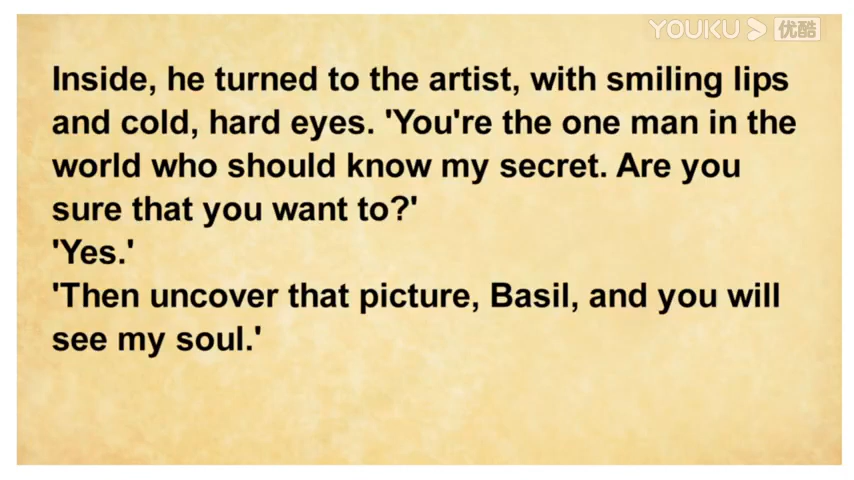 YOUKU 优酷
Inside, he turned to the artist, with smiling lips
and cold, hard eyes. 'You're the one man in the
world who should know my secret. Are you
sure that you want to?'
'Yes.'
'Then uncover that picture, Basil, and you will
see my soul.'